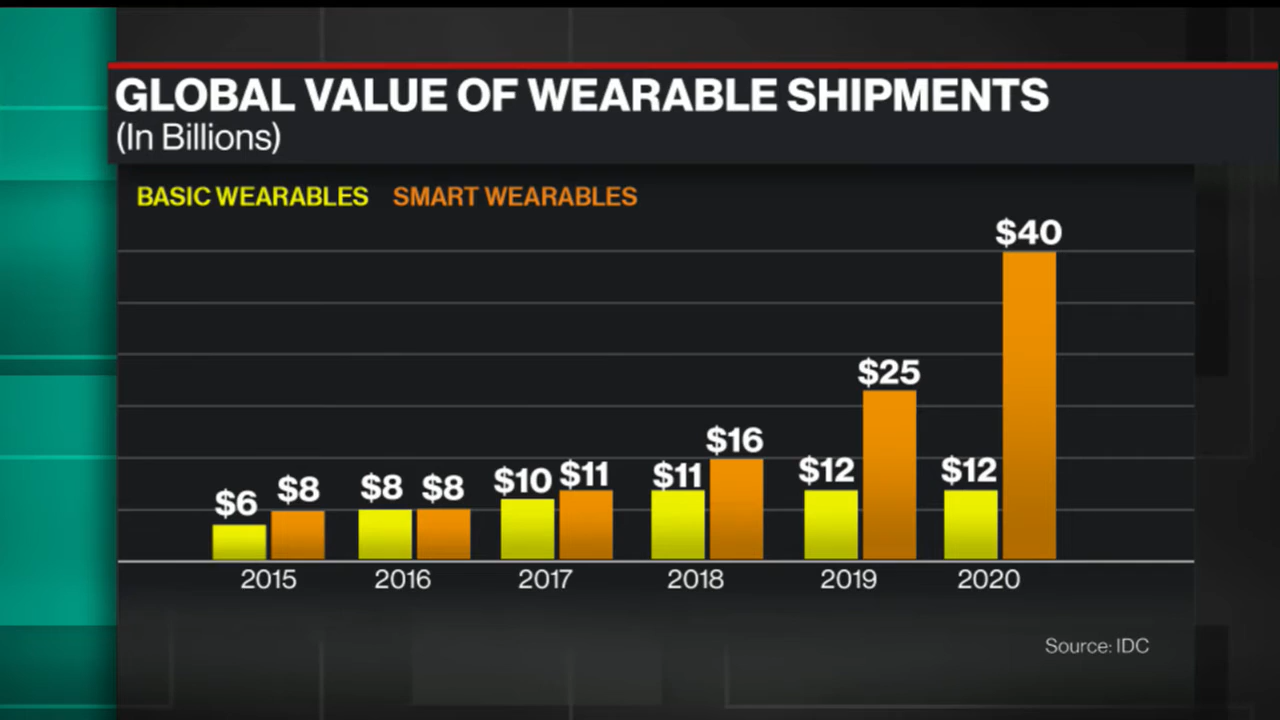 GLOBAL VALUE OF WEARABLE SHIPMENTS
(In Billions)
BASIC WEARABLES SMART WEARABLES
$6 $8 $8 $8 $10 $11 $11 $16 $12 $25 $12 $40
2015 2016 2017 2018 2019 2020
Source: IDC